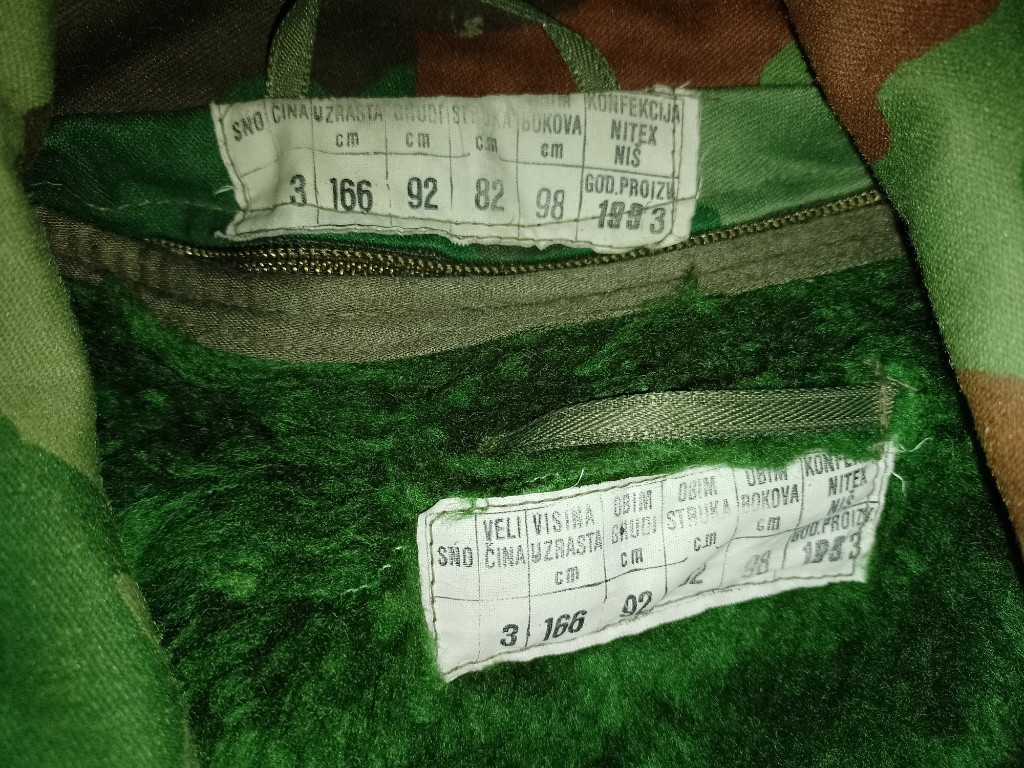 SNO ČINA UZRASTA cm GRUDI cm STRUKA cm OBIM BOKOVA cm KONFEKCIJA NITEX NIŠ
3 166 92 82 98 GOD.PROIZV
SNO VELI ČINA VISINA UZRASTA cm OBIM GRUDI cm OBIM STRUKA cm OBIM BOKOVA cm NITEX NIŠ
3 166 92 98 GOD.PROIZV